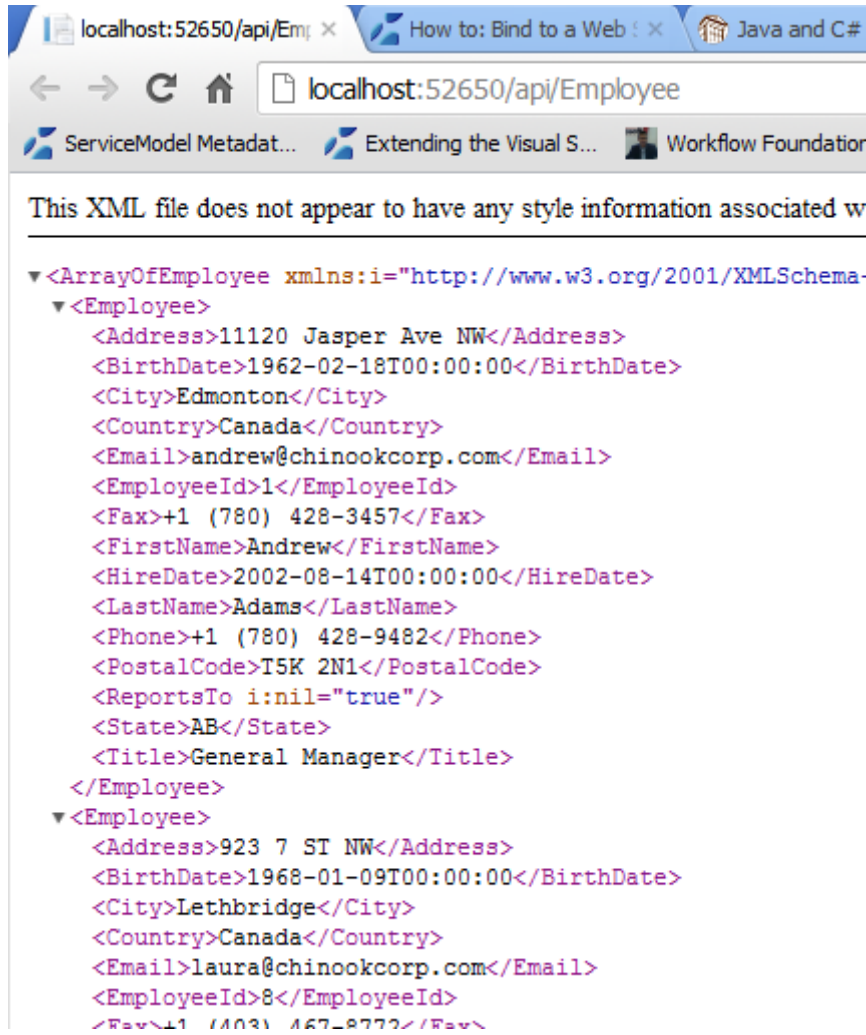 localhost:52650/api/Em
How to: Bind to a Web
Java and C#
localhost:52650/api/Employee
ServiceModel Metadat... Extending the Visual S... Workflow Foundation
This XML file does not appear to have any style information associated w
▼<ArrayOfEmployee xmlns:i="http://www.w3.org/2001/XMLSchema-
▼<Employee>
<Address>11120 Jasper Ave NW</Address>
<BirthDate>1962-02-18T00:00:00</BirthDate>
<City>Edmonton</City>
<Country>Canada</Country>
<Email>andrew@chinookcorp.com</Email>
<EmployeeId>1</EmployeeId>
<Fax>+1 (780) 428-3457</Fax>
<FirstName>Andrew</FirstName>
<HireDate>2002-08-14T00:00:00</HireDate>
<LastName>Adams</LastName>
<Phone>+1 (780) 428-9482</Phone>
<PostalCode>T5K 2N1</PostalCode>
<ReportsTo i:nil="true"/>
<State>AB</State>
<Title>General Manager</Title>
</Employee>
▼<Employee>
<Address>923 7 ST NW</Address>
<BirthDate>1968-01-09T00:00:00</BirthDate>
<City>Lethbridge</City>
<Country>Canada</Country>
<Email>laura@chinookcorp.com</Email>
<EmployeeId>8</EmployeeId>
<Fax>+1 (403) 467-8772</Fax>